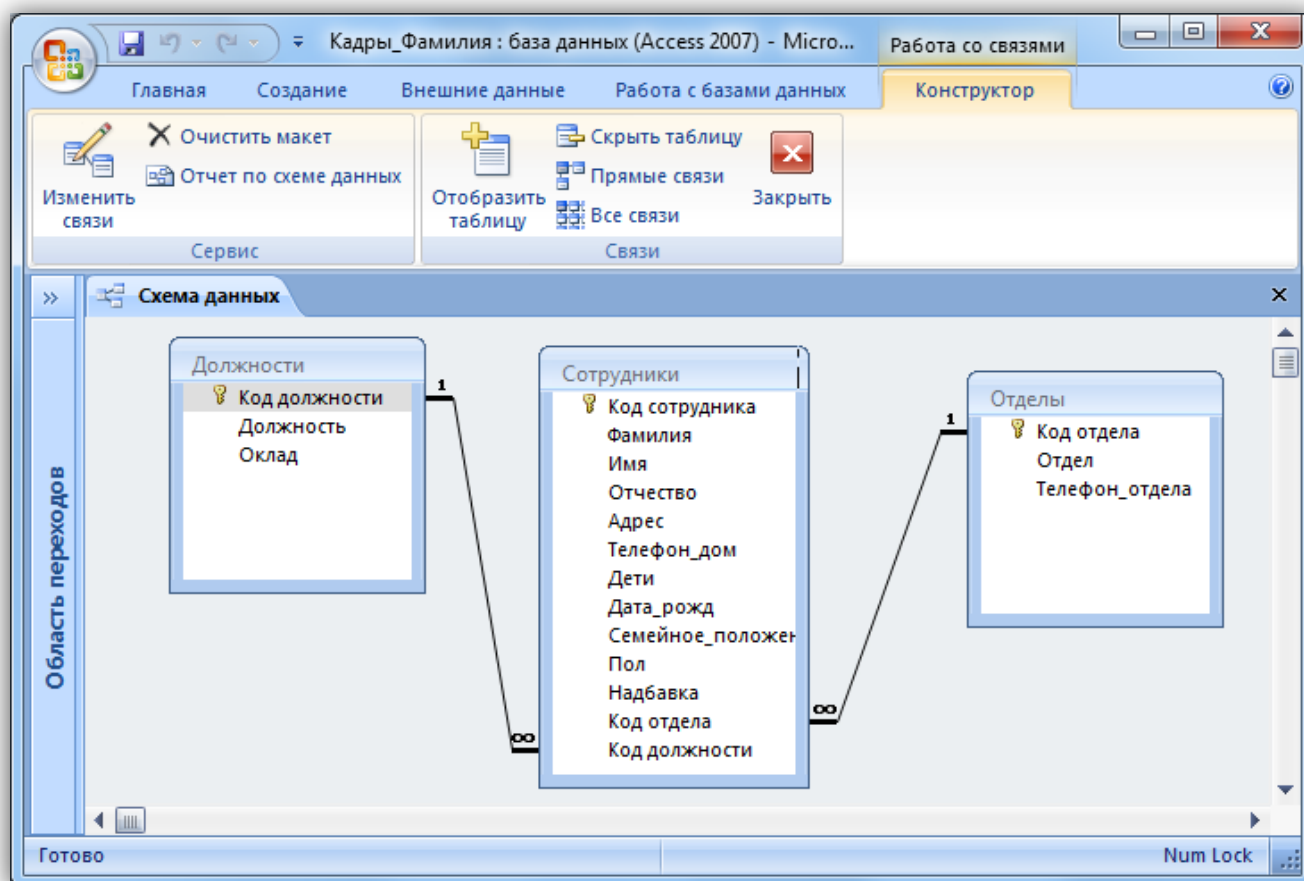 Кадры_Фамилия : база данных (Access 2007) - Micro...
Работа со связями
Главная
Создание
Внешние данные
Работа с базами данных
Конструктор
Изменить
связи
Очистить макет
Отчет по схеме данных
Сервис
Отобразить
таблицу
Скрыть таблицу
Прямые связи
Все связи
Закрыть
Связи
Область переходов
Схема данных
Должности
Код должности
Должность
Оклад
1
∞
Сотрудники
Код сотрудника
Фамилия
Имя
Отчество
Адрес
Телефон_дом
Дети
Дата_рожд
Семейное_положен
Пол
Надбавка
Код отдела
Код должности
1
∞
Отделы
Код отдела
Отдел
Телефон_отдела
Готово
Num Lock